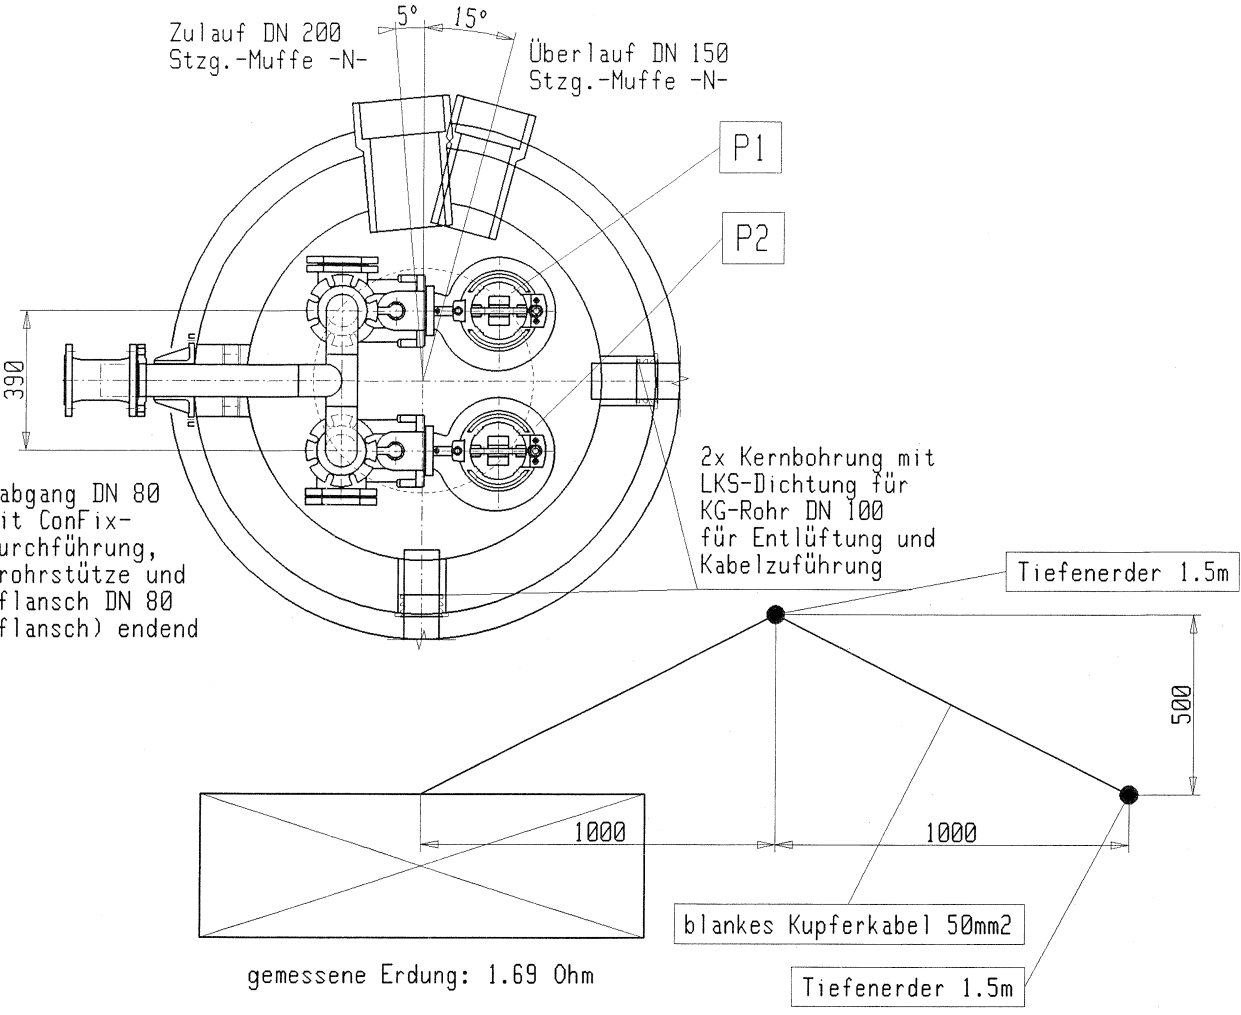 5° 15°
Zulauf DN 200
Stzg.-Muffe -N-
Überlauf DN 150
Stzg.-Muffe -N-
P1
P2
390
abgang DN 80
it ConFix-
urchführung,
rohrstütze und
flansch DN 80
flansch) endend
2x Kernbohrung mit
LKS-Dichtung für
KG-Rohr DN 100
für Entlüftung und
Kabelzuführung
Tiefenerder 1.5m
500
1000
1000
blankes Kupferkabel 50mm2
gemessene Erdung: 1.69 Ohm
Tiefenerder 1.5m